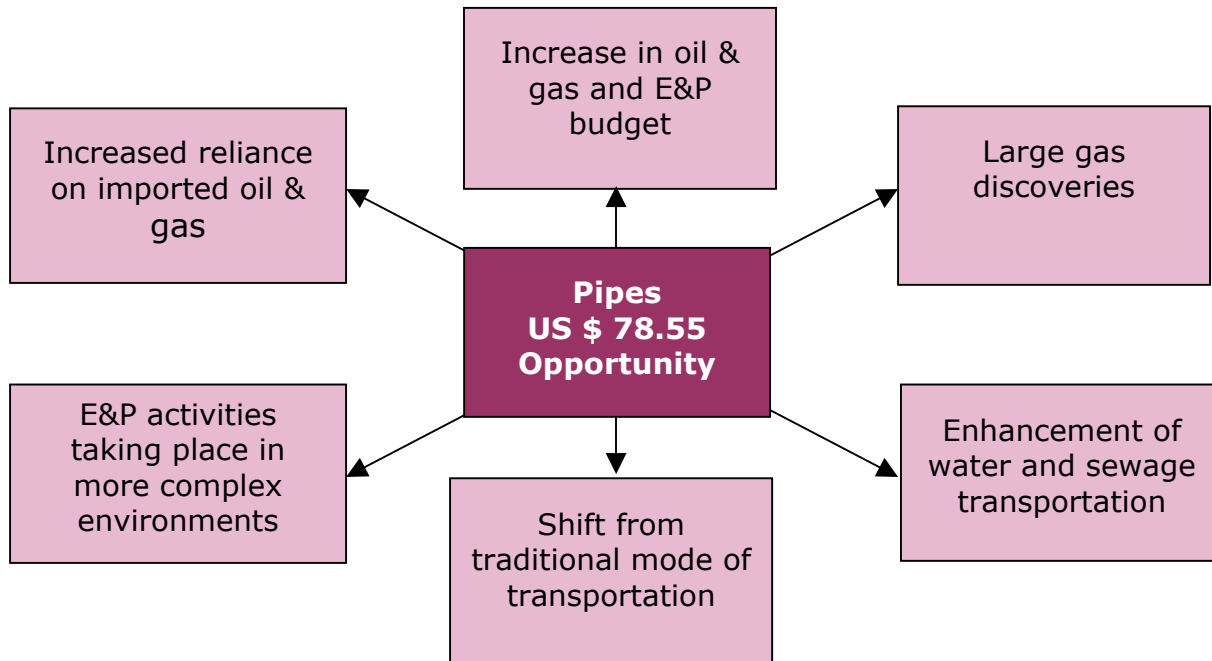 Increase in oil &
gas and E&P
budget
Increased reliance
on imported oil &
gas
Large gas
discoveries
Pipes
US $ 78.55
Opportunity
E&P activities
taking place in
more complex
environments
Shift from
traditional mode of
transportation
Enhancement of
water and sewage
transportation